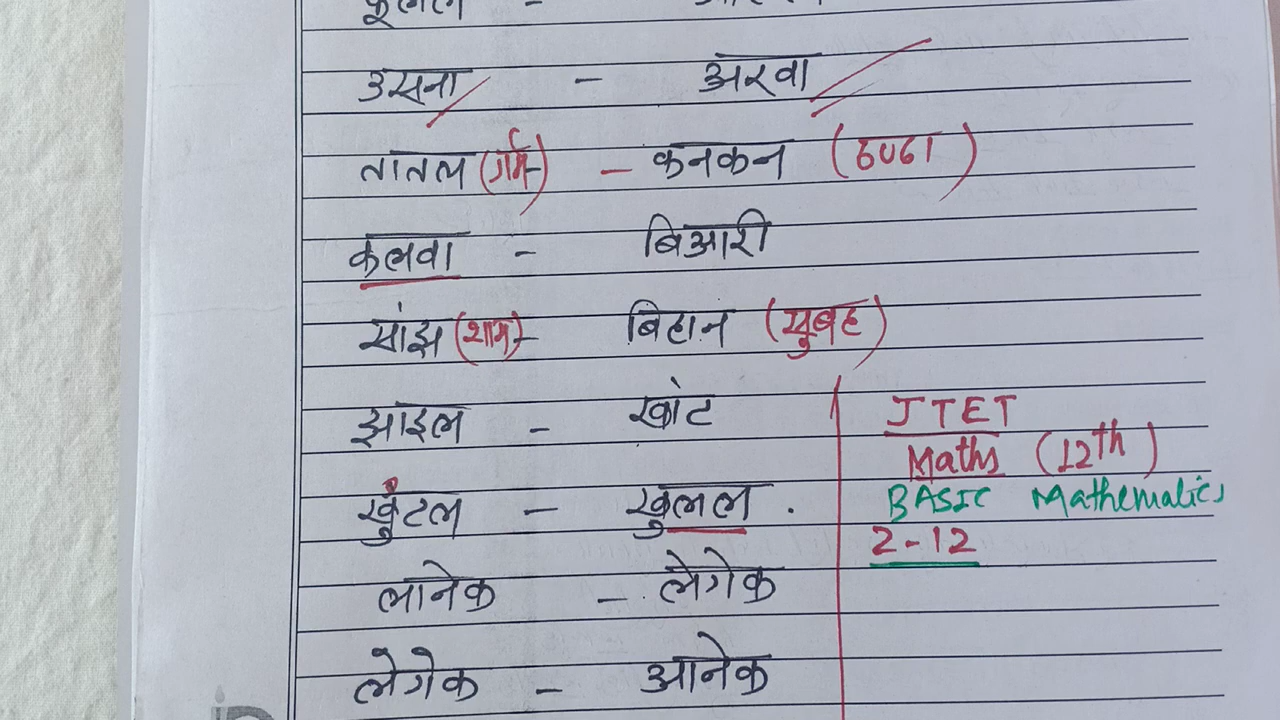 उसना - अरवा
तातल (गर्म) - कनकन (ठण्डा)
कलवा - बिआरी
सांझ (शाम) - बिहान (सुबह)
झाइल - खांट
खुंटल - खुलल .
लानेक - लेगेक
लेगेक - आनेक
JTET
Maths (12th)
BASIC Mathematics
2-12